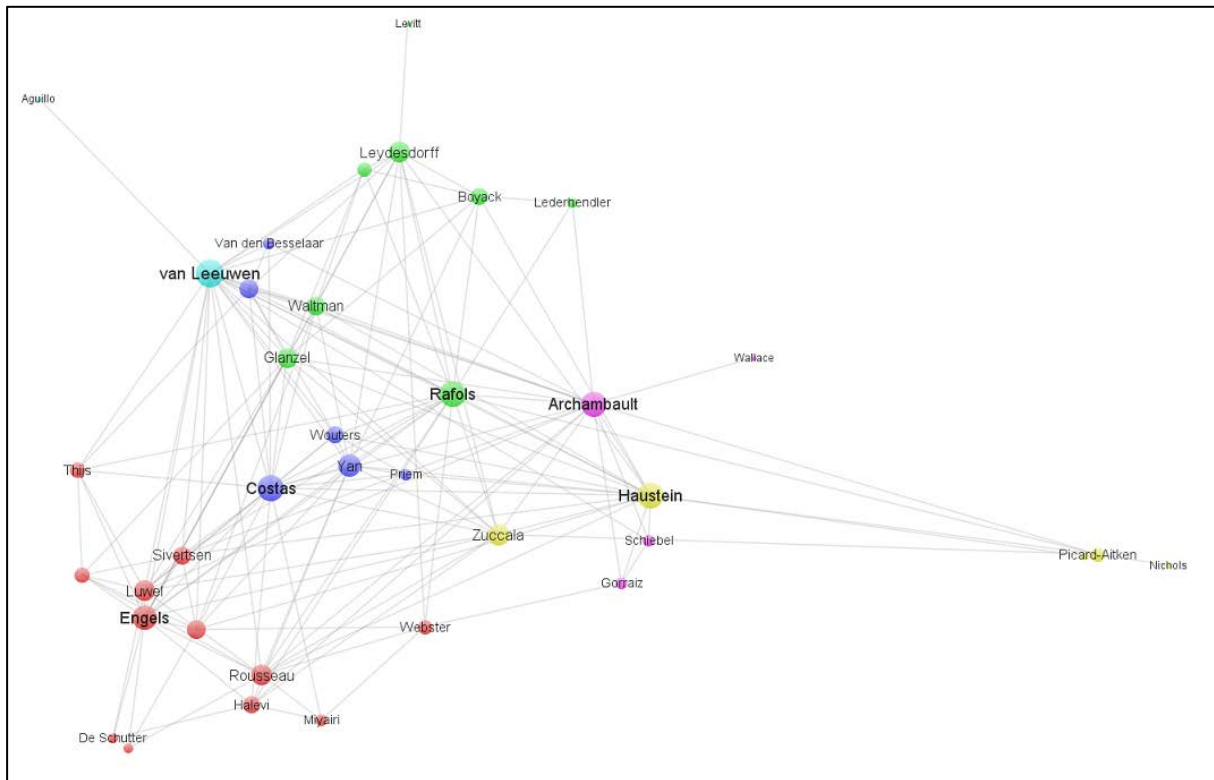 Levitt
Aguillo
Leydesdorff
Boyack
Lederhendler
Van den Besselaar
van Leeuwen
Waltman
Glanzel
Wallace
Rafols
Archambault
Wouters
Yan
Thijs
Priem
Costas
Haustein
Zuccala
Schiebel
Sivertsen
Picard-Aitken
Nichols
Gorraiz
Luwel
Engels
Webster
Rousseau
Halevi
Miyairi
De Schutter